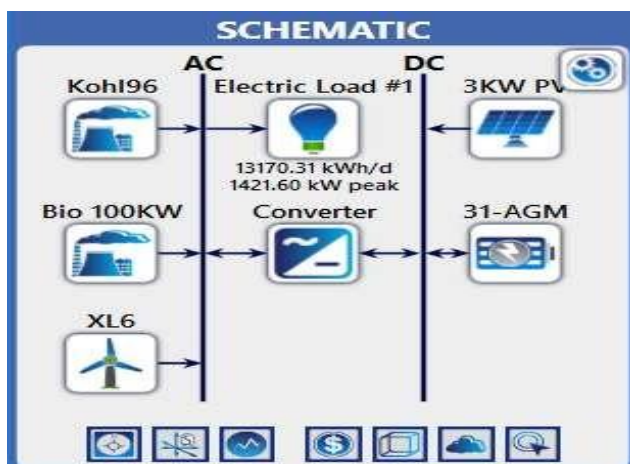 SCHEMATIC
AC DC
Kohl96 Electric Load #1 3KW PV
13170.31 kWh/d
1421.60 kW peak
Bio 100KW Converter 31-AGM
XL6